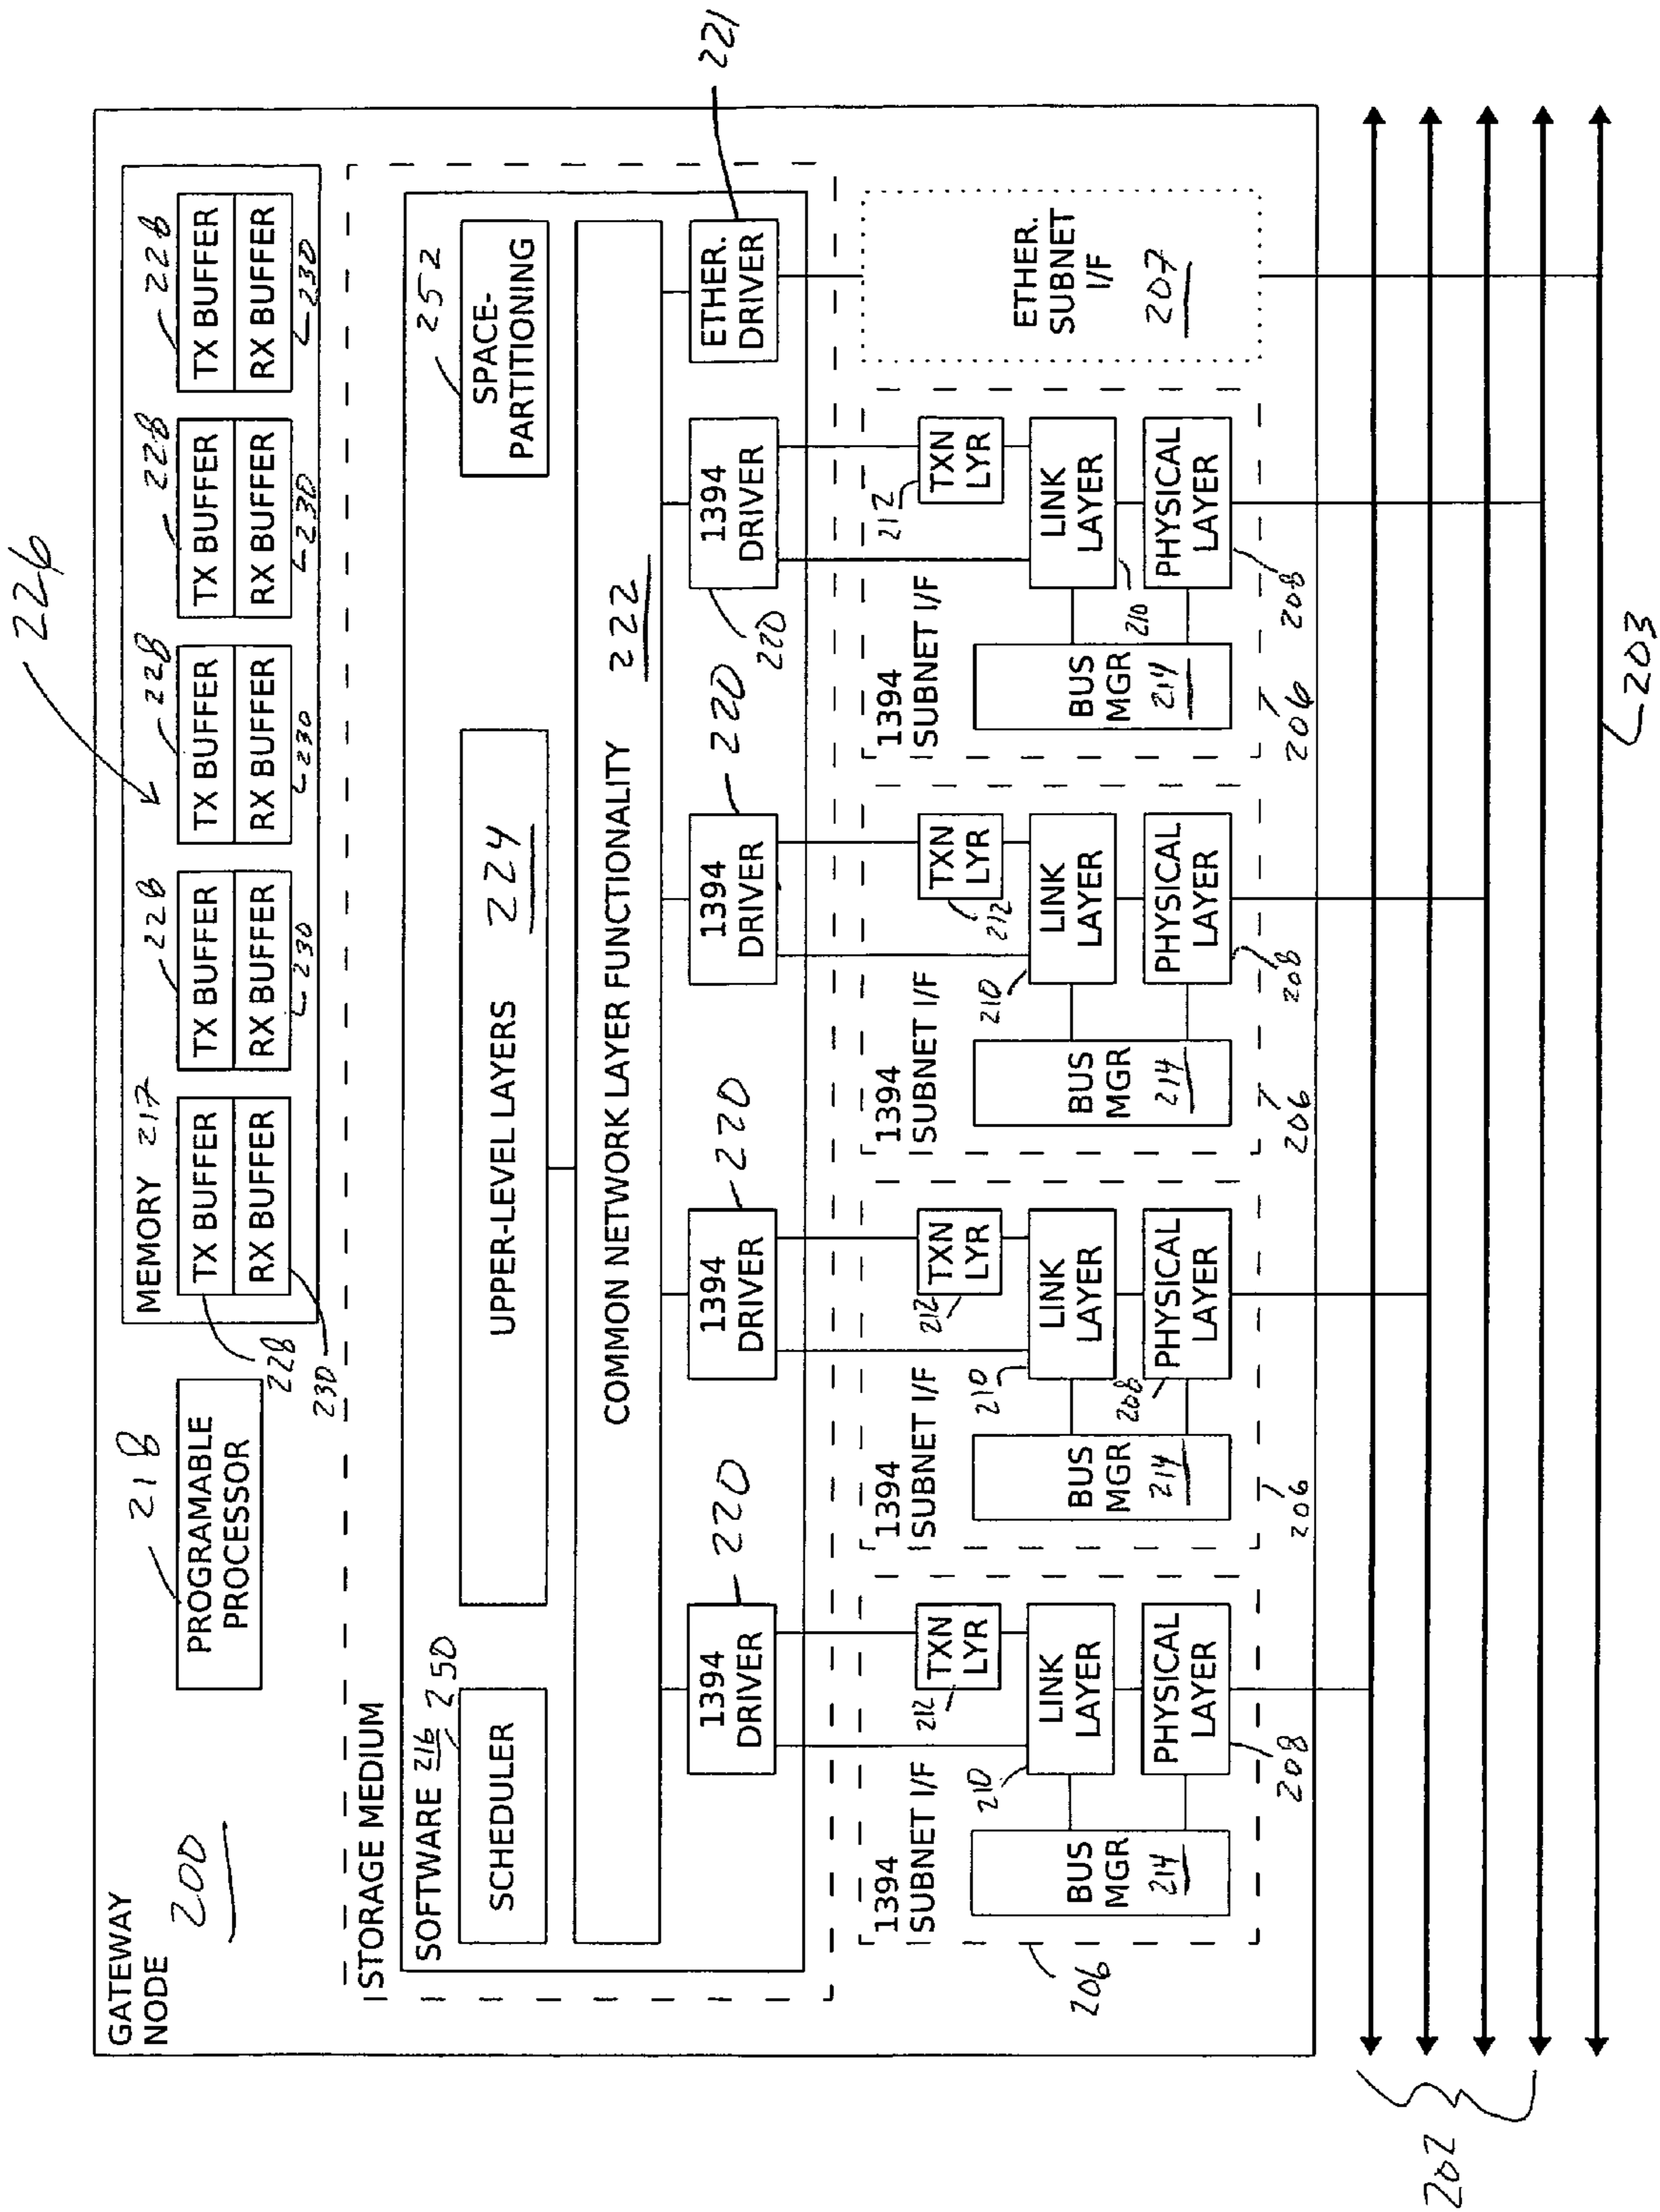 GATEWAY
NODE
200
218
PROGRAMABLE
PROCESSOR
226
MEMORY 217
228
228
228
228
228
TX BUFFER
TX BUFFER
TX BUFFER
TX BUFFER
TX BUFFER
RX BUFFER
RX BUFFER
RX BUFFER
RX BUFFER
RX BUFFER
230
230
230
230
230
STORAGE MEDIUM
SOFTWARE 216
250
SCHEDULER
UPPER-LEVEL LAYERS 224
252
SPACE-
PARTITIONING
COMMON NETWORK LAYER FUNCTIONALITY 222
1394
DRIVER
220
1394
DRIVER
220
1394
DRIVER
220
1394
DRIVER
220
ETHER.
DRIVER
221
1394
SUBNET I/F
212
TXN
LYR
210
LINK
LAYER
BUS
MGR
214
PHYSICAL
LAYER
208
206
1394
SUBNET I/F
212
TXN
LYR
210
LINK
LAYER
BUS
MGR
214
208
PHYSICAL
LAYER
206
1394
SUBNET I/F
TXN
LYR
212
210
LINK
LAYER
BUS
MGR
214
PHYSICAL
LAYER
208
206
1394
SUBNET I/F
212
TXN
LYR
LINK
LAYER
210
BUS
MGR
214
PHYSICAL
LAYER
208
206
ETHER.
SUBNET
I/F
207
202
203